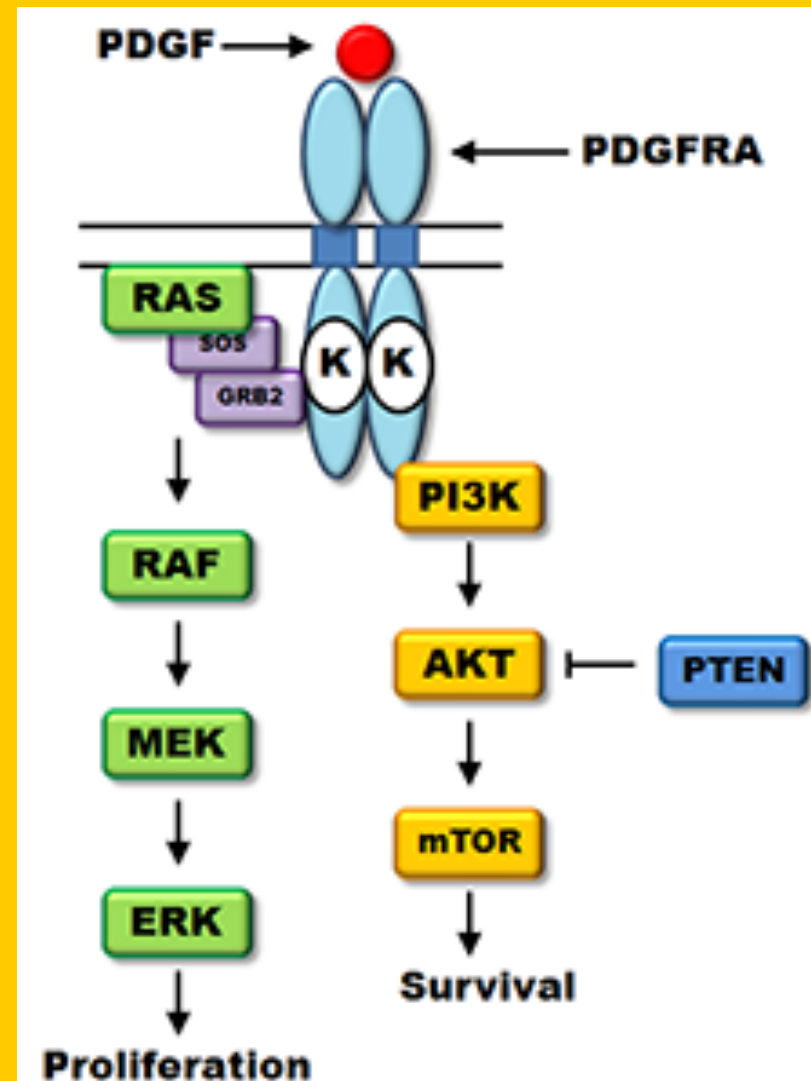 PDGF
PDGFRA
RAS
SOS
GRB2
K K
PI3K
RAF
AKT
PTEN
MEK
mTOR
ERK
Survival
Proliferation